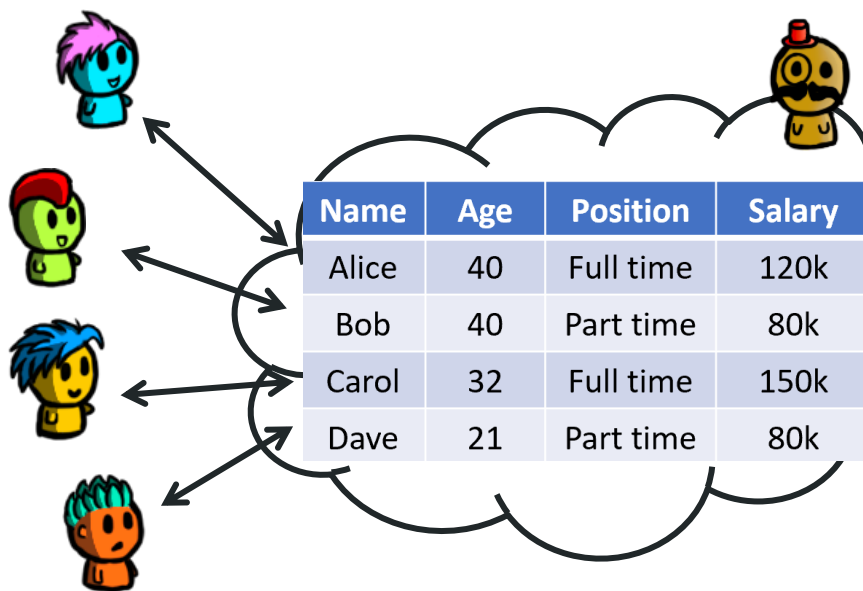 Name Age Position Salary
Alice 40 Full time 120k
Bob 40 Part time 80k
Carol 32 Full time 150k
Dave 21 Part time 80k